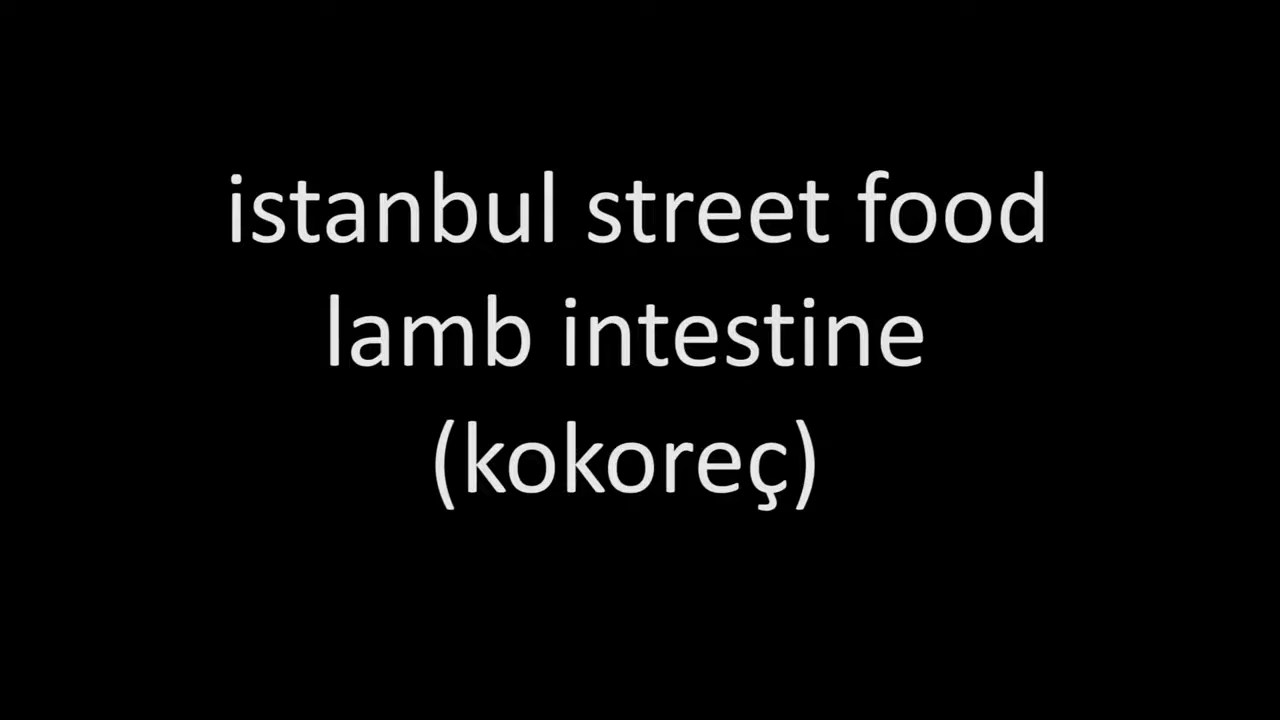 istanbul street food
lamb intestine
(kokoreç)